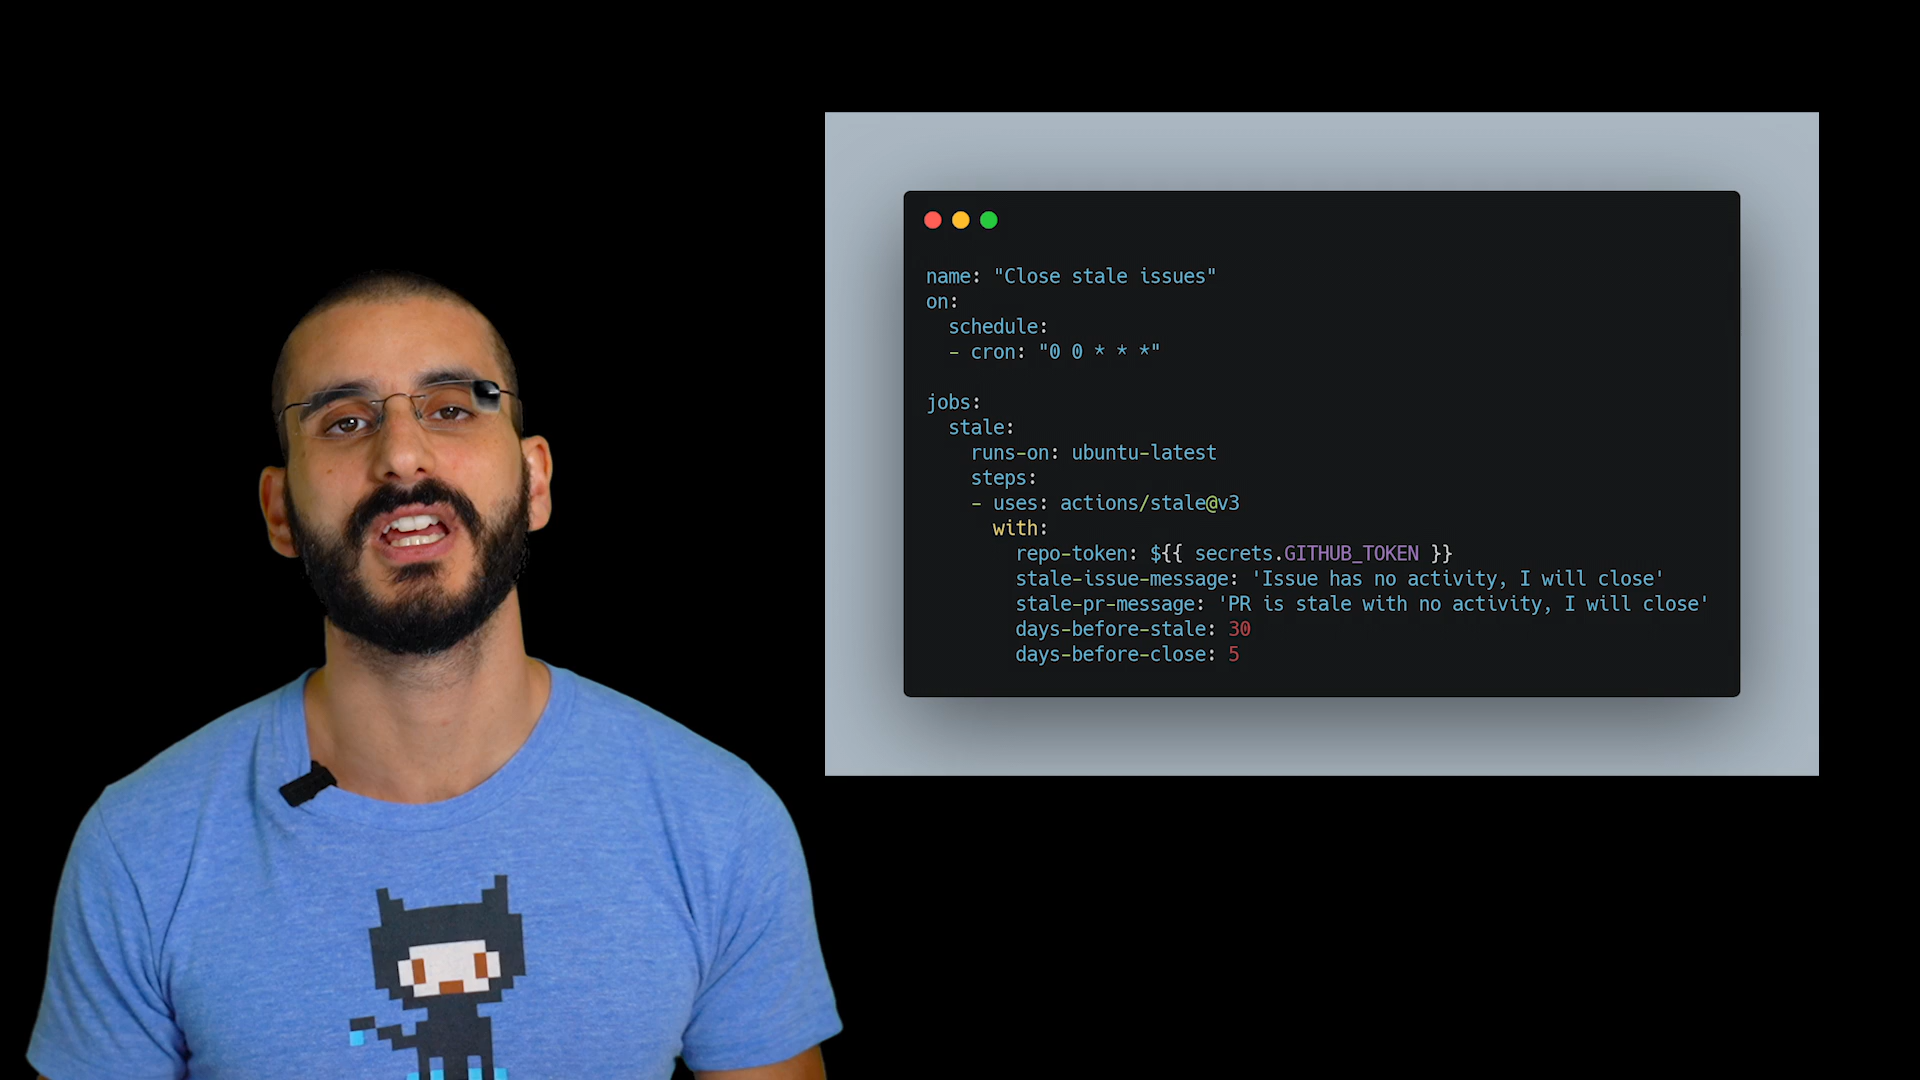 name: "Close stale issues"
on:
schedule:
- cron: "0 0 * * *"
jobs:
stale:
runs-on: ubuntu-latest
steps:
- uses: actions/stale@v3
with:
repo-token: ${{ secrets.GITHUB_TOKEN }}
stale-issue-message: 'Issue has no activity, I will close'
stale-pr-message: 'PR is stale with no activity, I will close'
days-before-stale: 30
days-before-close: 5